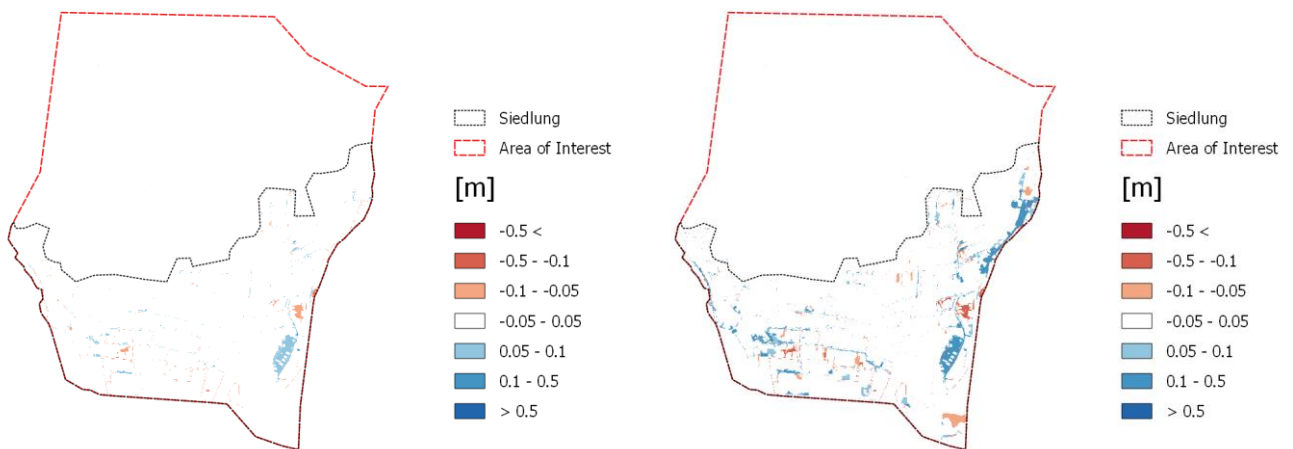 Siedlung
Area of Interest
[m]
-0.5 <
-0.5 - -0.1
-0.1 - -0.05
-0.05 - 0.05
0.05 - 0.1
0.1 - 0.5
> 0.5
Siedlung
Area of Interest
[m]
-0.5 <
-0.5 - -0.1
-0.1 - -0.05
-0.05 - 0.05
0.05 - 0.1
0.1 - 0.5
> 0.5